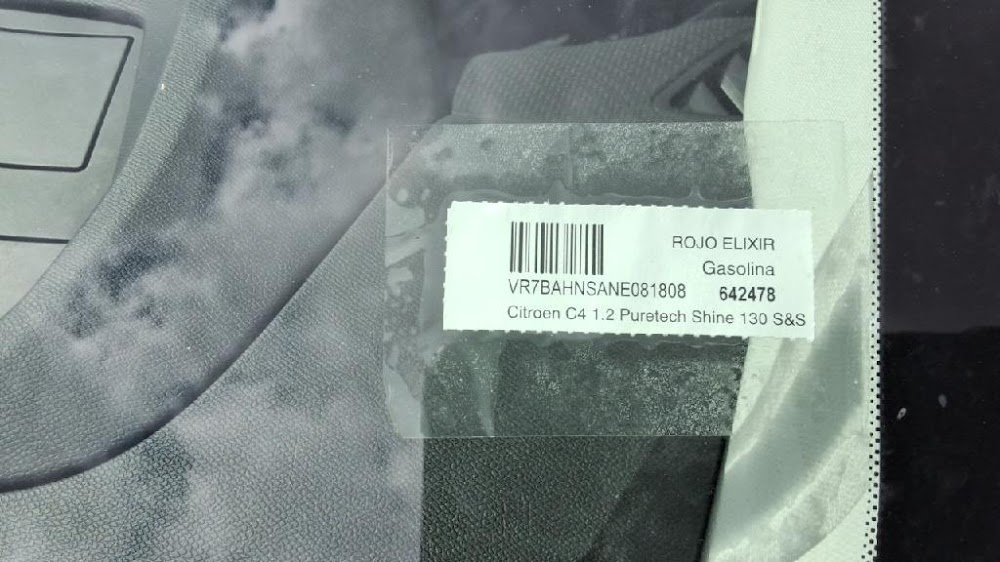 ROJO ELIXIR
Gasolina
VR7BAHNSANE081808 642478
Citroen C4 1.2 Puretech Shine 130 S&S